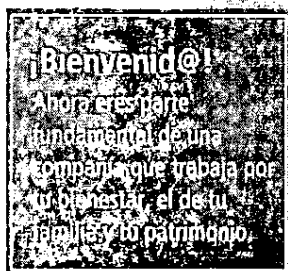 ¡Bienvenid@!
Ahora eres parte
fundamental de una
compañía que trabaja por
tu bienestar, el de tu
familia y tu patrimonio.